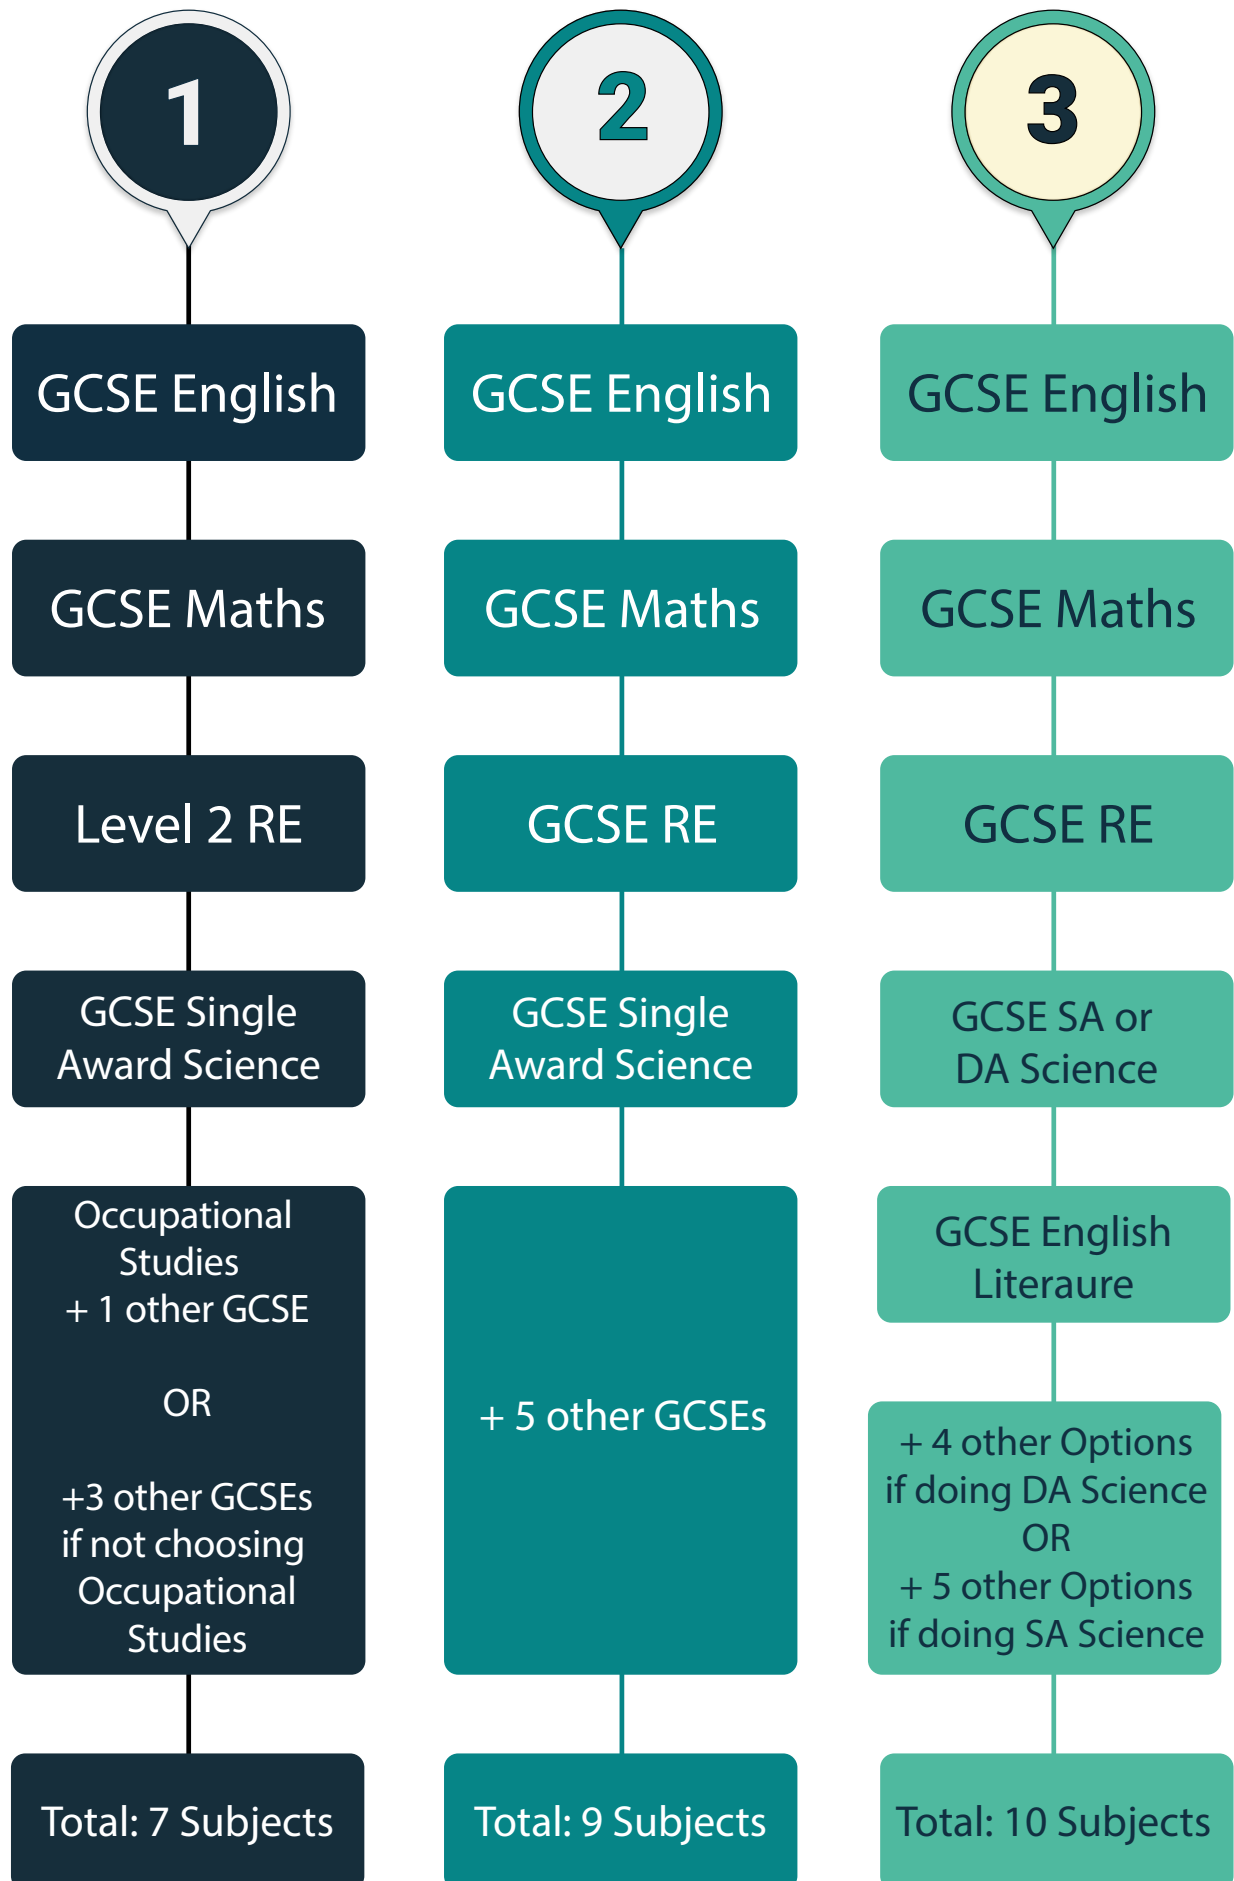 1
GCSE English
GCSE Maths
Level 2 RE
GCSE Single
Award Science
Occupational
Studies
+ 1 other GCSE
OR
+3 other GCSEs
if not choosing
Occupational
Studies
Total: 7 Subjects
2
GCSE English
GCSE Maths
GCSE RE
GCSE Single
Award Science
+ 5 other GCSEs
Total: 9 Subjects
3
GCSE English
GCSE Maths
GCSE RE
GCSE SA or
DA Science
GCSE English
Literaure
+ 4 other Options
if doing DA Science
OR
+ 5 other Options
if doing SA Science
Total: 10 Subjects